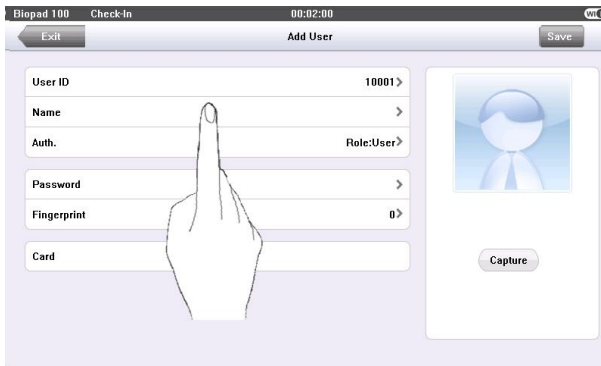 Biopad 100 Check-In 00:02:00
Exit Add User Save
User ID 10001
Name
Auth. Role:User
Password
Fingerprint 0
Card
Capture